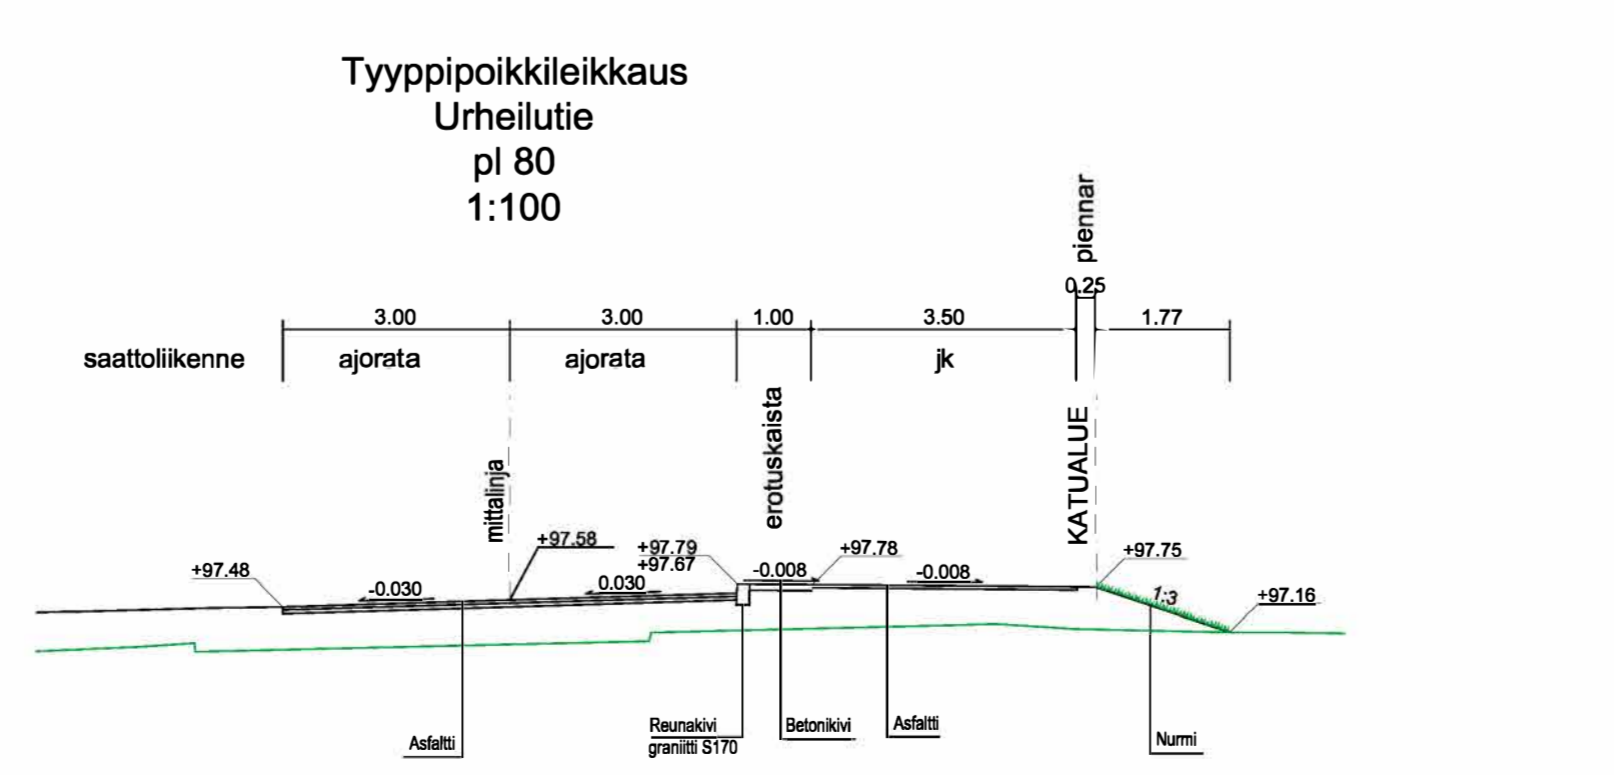 Tyyppipoikkileikkaus
Urheilutie
pl 80
1:100
piennar
0.25
3.00
3.00
1.00
3.50
1.77
saattoliikenne
ajorata
ajorata
jk
mittalinja
erotuskaista
KATUALUE
+97.48
-0.030
+97.58
0.030
+97.79
+97.67
-0.008
+97.78
-0.008
+97.75
1:3
+97.16
Asfaltti
Reunakivi
graniitti S170
Betonikivi
Asfaltti
Nurmi